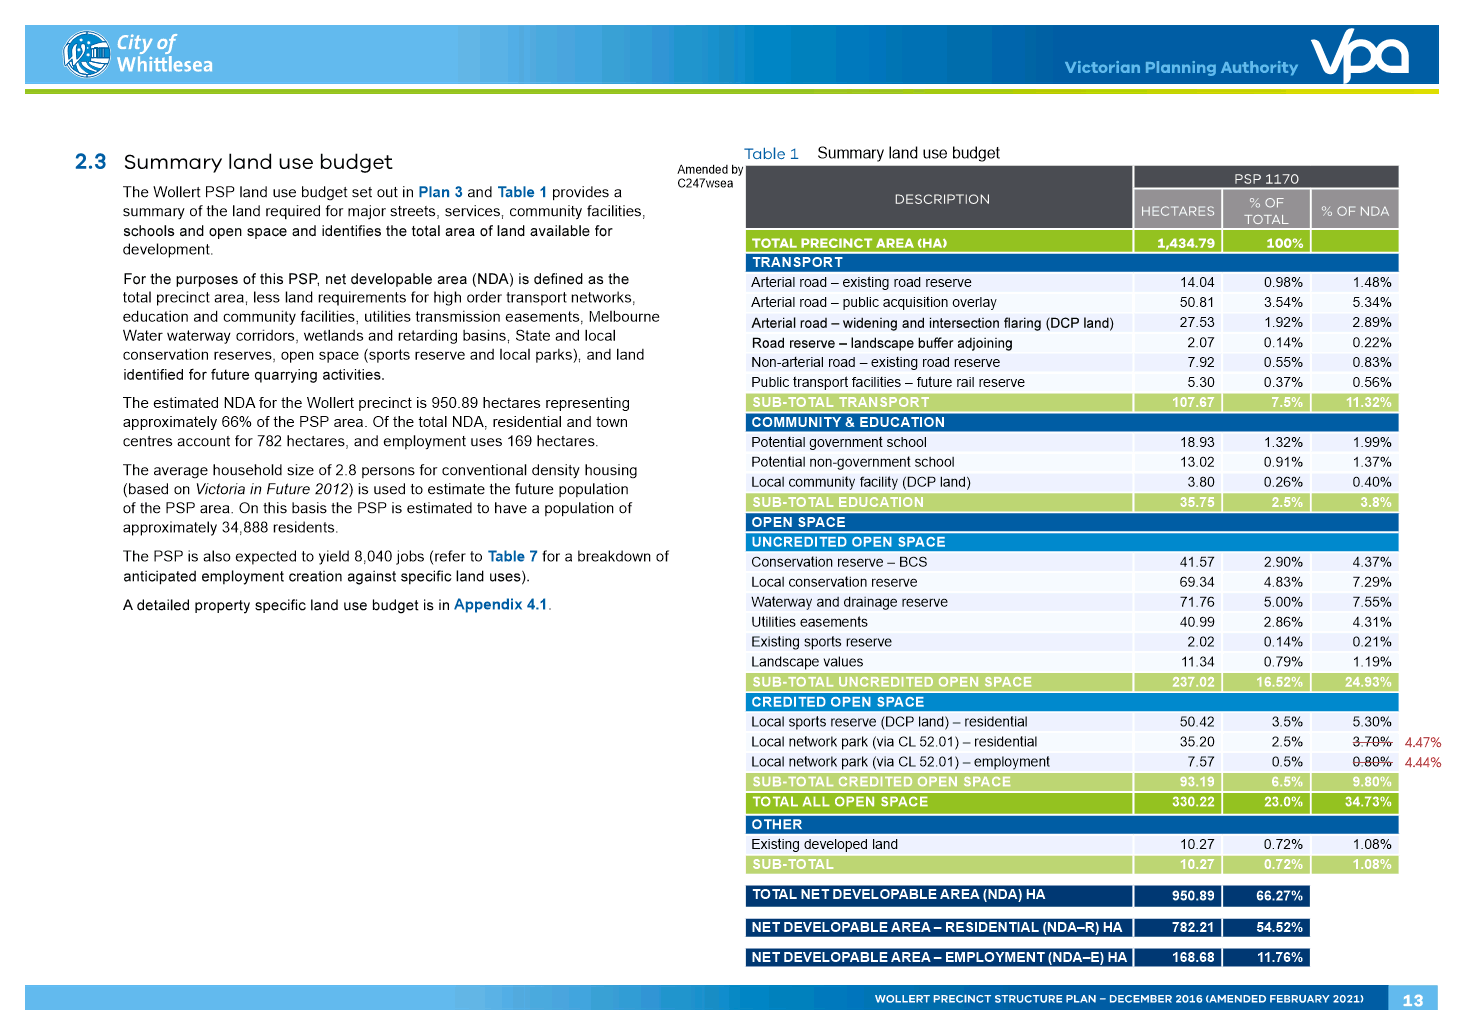 City of
Whittlesea
Victorian Planning Authority
vpa
2.3 Summary land use budget
The Wollert PSP land use budget set out in Plan 3 and Table 1 provides a
summary of the land required for major streets, services, community facilities,
schools and open space and identifies the total area of land available for
development.
For the purposes of this PSP, net developable area (NDA) is defined as the
total precinct area, less land requirements for high order transport networks,
education and community facilities, utilities transmission easements, Melbourne
Water waterway corridors, wetlands and retarding basins, State and local
conservation reserves, open space (sports reserve and local parks), and land
identified for future quarrying activities.
The estimated NDA for the Wollert precinct is 950.89 hectares representing
approximately 66% of the PSP area. Of the total NDA, residential and town
centres account for 782 hectares, and employment uses 169 hectares.
The average household size of 2.8 persons for conventional density housing
(based on Victoria in Future 2012) is used to estimate the future population
of the PSP area. On this basis the PSP is estimated to have a population of
approximately 34,888 residents.
The PSP is also expected to yield 8,040 jobs (refer to Table 7 for a breakdown of
anticipated employment creation against specific land uses).
A detailed property specific land use budget is in Appendix 4.1.
Amended by
C247wsea
Table 1 Summary land use budget
DESCRIPTION
PSP 1170
HECTARES
% OF
TOTAL
% OF NDA
TOTAL PRECINCT AREA (HA) 1,434.79 100%
TRANSPORT
Arterial road – existing road reserve 14.04 0.98% 1.48%
Arterial road – public acquisition overlay 50.81 3.54% 5.34%
Arterial road – widening and intersection flaring (DCP land) 27.53 1.92% 2.89%
Road reserve – landscape buffer adjoining 2.07 0.14% 0.22%
Non-arterial road – existing road reserve 7.92 0.55% 0.83%
Public transport facilities – future rail reserve 5.30 0.37% 0.56%
SUB-TOTAL TRANSPORT 107.67 7.5% 11.32%
COMMUNITY & EDUCATION
Potential government school 18.93 1.32% 1.99%
Potential non-government school 13.02 0.91% 1.37%
Local community facility (DCP land) 3.80 0.26% 0.40%
SUB-TOTAL EDUCATION 35.75 2.5% 3.8%
OPEN SPACE
UNCREDITED OPEN SPACE
Conservation reserve – BCS 41.57 2.90% 4.37%
Local conservation reserve 69.34 4.83% 7.29%
Waterway and drainage reserve 71.76 5.00% 7.55%
Utilities easements 40.99 2.86% 4.31%
Existing sports reserve 2.02 0.14% 0.21%
Landscape values 11.34 0.79% 1.19%
SUB-TOTAL UNCREDITED OPEN SPACE 237.02 16.52% 24.93%
CREDITED OPEN SPACE
Local sports reserve (DCP land) – residential 50.42 3.5% 5.30%
Local network park (via CL 52.01) – residential 35.20 2.5% 3.70% 4.47%
Local network park (via CL 52.01) – employment 7.57 0.5% 0.80% 4.44%
SUB-TOTAL CREDITED OPEN SPACE 93.19 6.5% 9.80%
TOTAL ALL OPEN SPACE 330.22 23.0% 34.73%
OTHER
Existing developed land 10.27 0.72% 1.08%
SUB-TOTAL 10.27 0.72% 1.08%
TOTAL NET DEVELOPABLE AREA (NDA) HA 950.89 66.27%
NET DEVELOPABLE AREA – RESIDENTIAL (NDA–R) HA 782.21 54.52%
NET DEVELOPABLE AREA – EMPLOYMENT (NDA–E) HA 168.68 11.76%
WOLLERT PRECINCT STRUCTURE PLAN – DECEMBER 2016 (AMENDED FEBRUARY 2021) 13